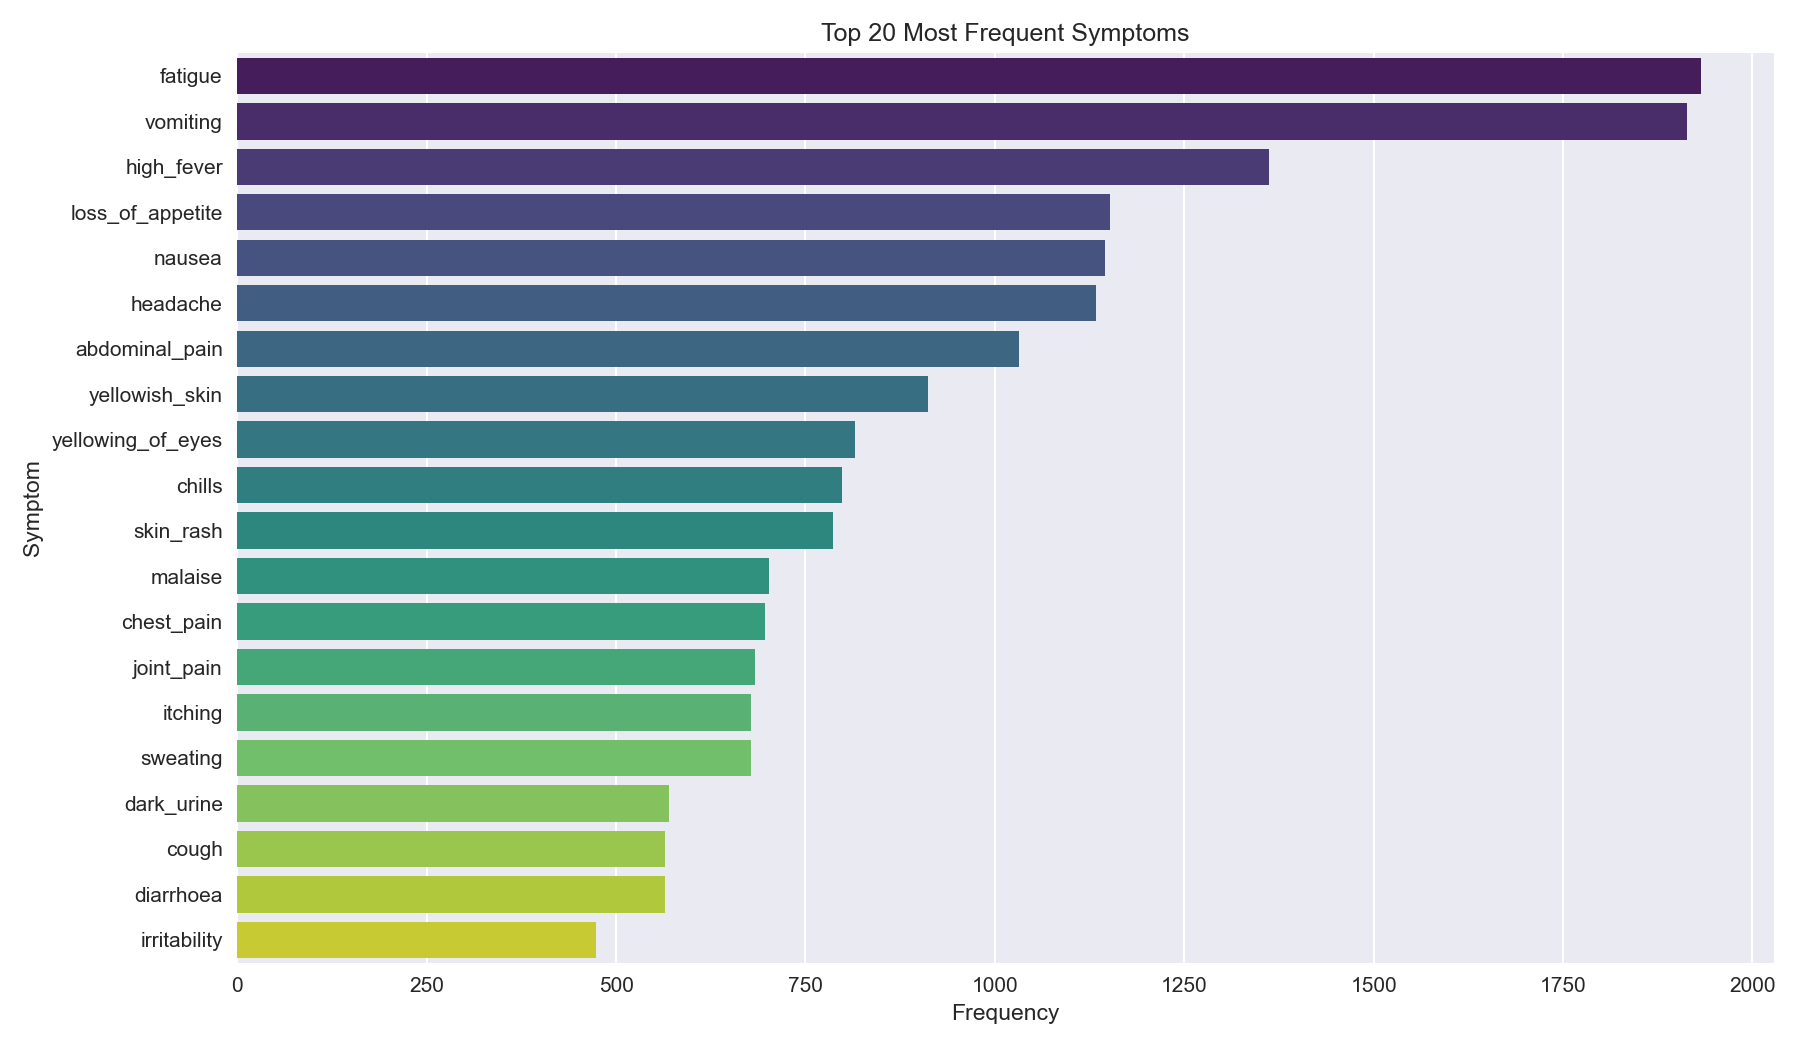 Top 20 Most Frequent Symptoms
fatigue
vomiting
high_fever
loss_of_appetite
nausea
headache
abdominal_pain
yellowish_skin
yellowing_of_eyes
chills
skin_rash
malaise
chest_pain
joint_pain
itching
sweating
dark_urine
cough
diarrhoea
irritability
Symptom
0 250 500 750 1000 1250 1500 1750 2000
Frequency